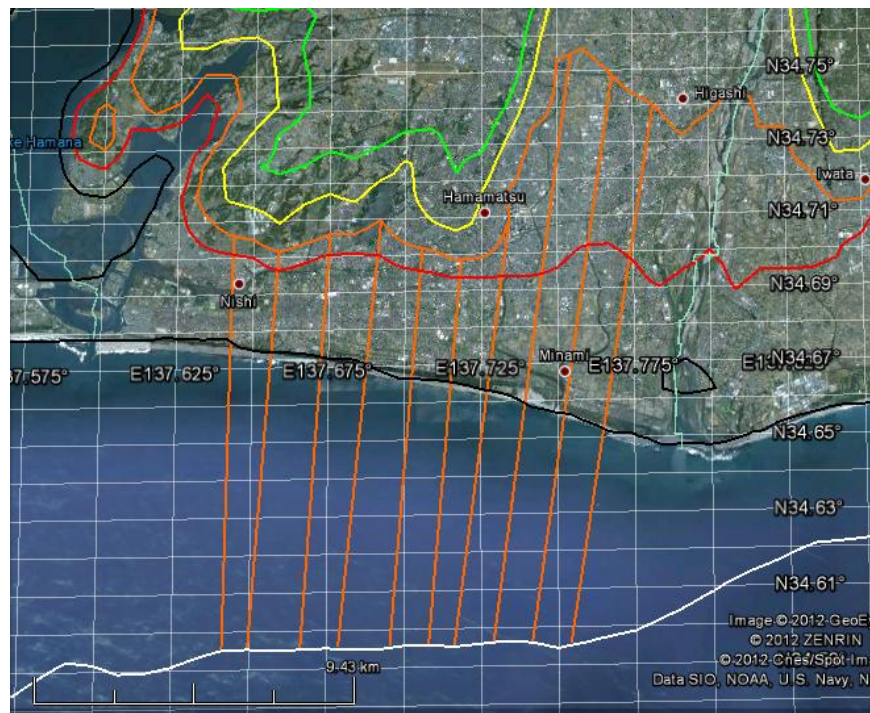 N34.75°
Higashi
N34.73°
ke Hamana
Iwata
Hamamatsu
N34.71°
Nishi
N34.69°
Minami
N34.67°
37.575°
E137.625°
E137.675°
E137.725°
E137.775°
N34.65°
N34.63°
N34.61°
Image © 2012 GeoEy
© 2012 ZENRIN
9.43 km
© 2012 Cnes/Spot Im
Data SIO, NOAA, U.S. Navy, N